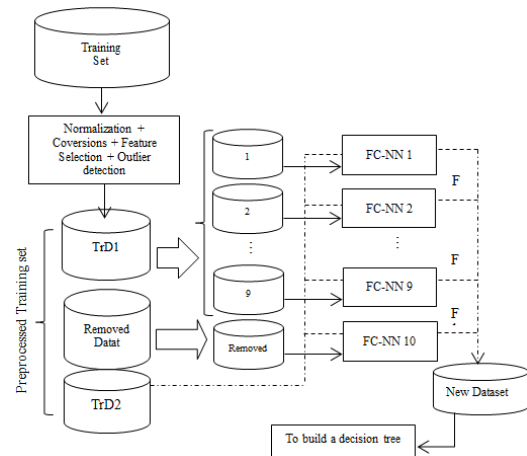 Training
Set
Normalization +
Coversions + Feature
Selection + Outlier
detection
Preprocessed Training set
TrD1
Removed
Datat
TrD2
1
2
⋮
9
Removed
FC-NN 1
FC-NN 2
⋮
FC-NN 9
FC-NN 10
F
F
F
New Dataset
To build a decision tree